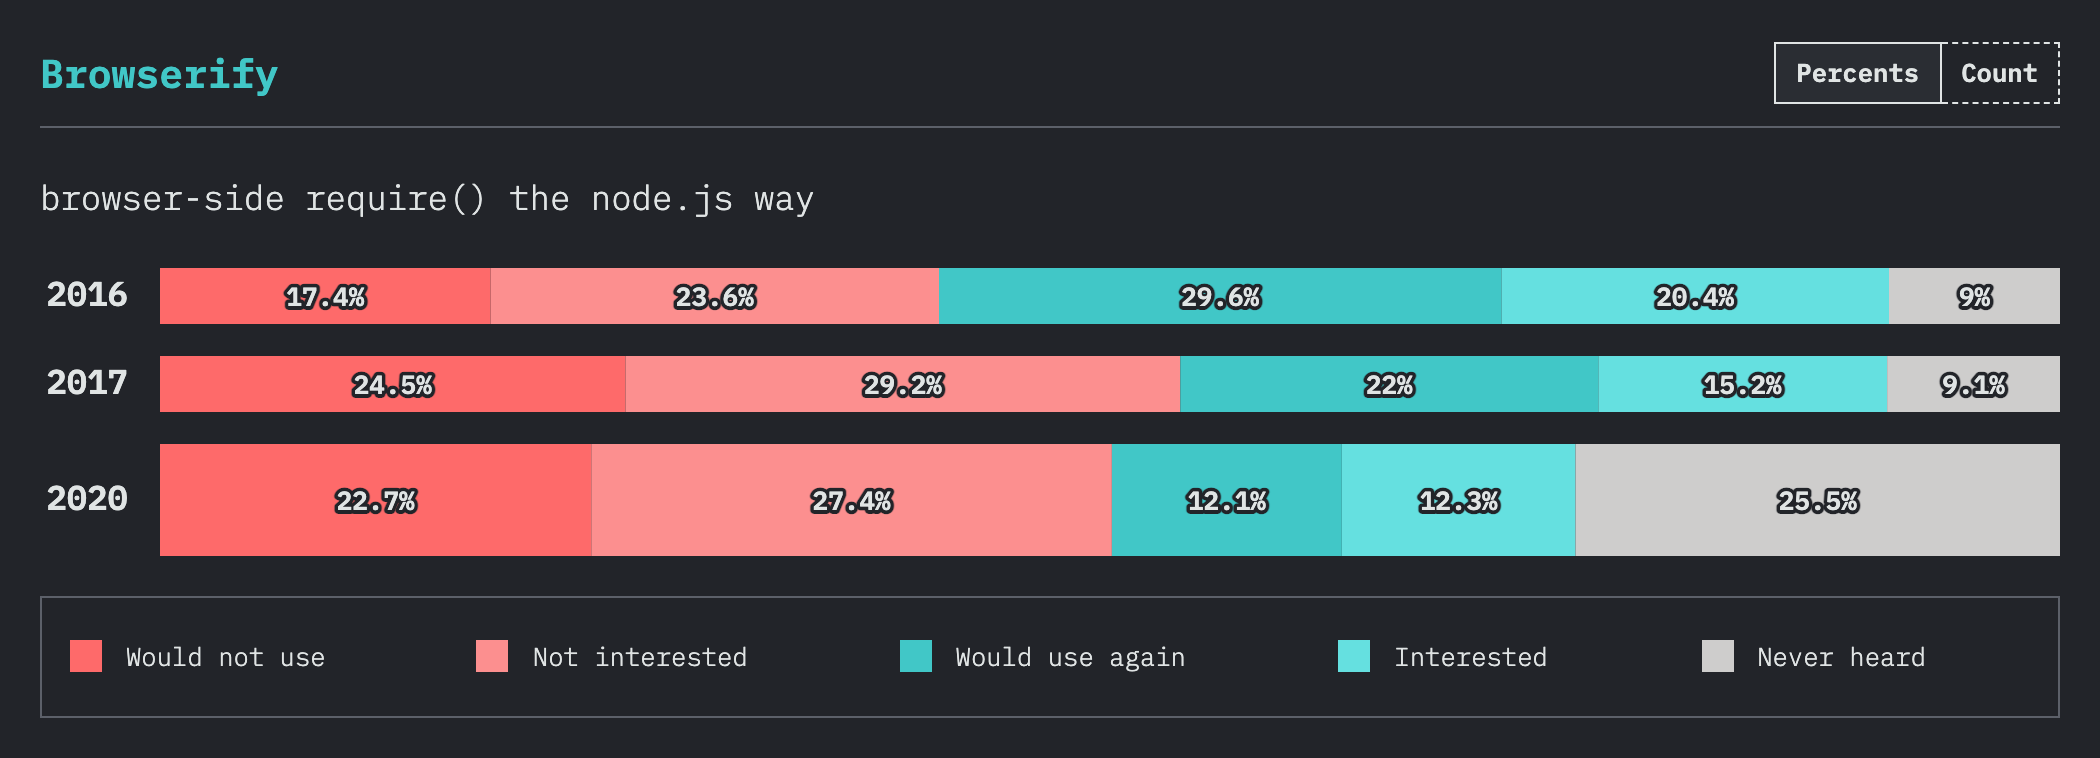 Browserify
Percents Count
browser-side require() the node.js way
2016 17.4% 23.6% 29.6% 20.4% 9%
2017 24.5% 29.2% 22% 15.2% 9.1%
2020 22.7% 27.4% 12.1% 12.3% 25.5%
Would not use Not interested Would use again Interested Never heard